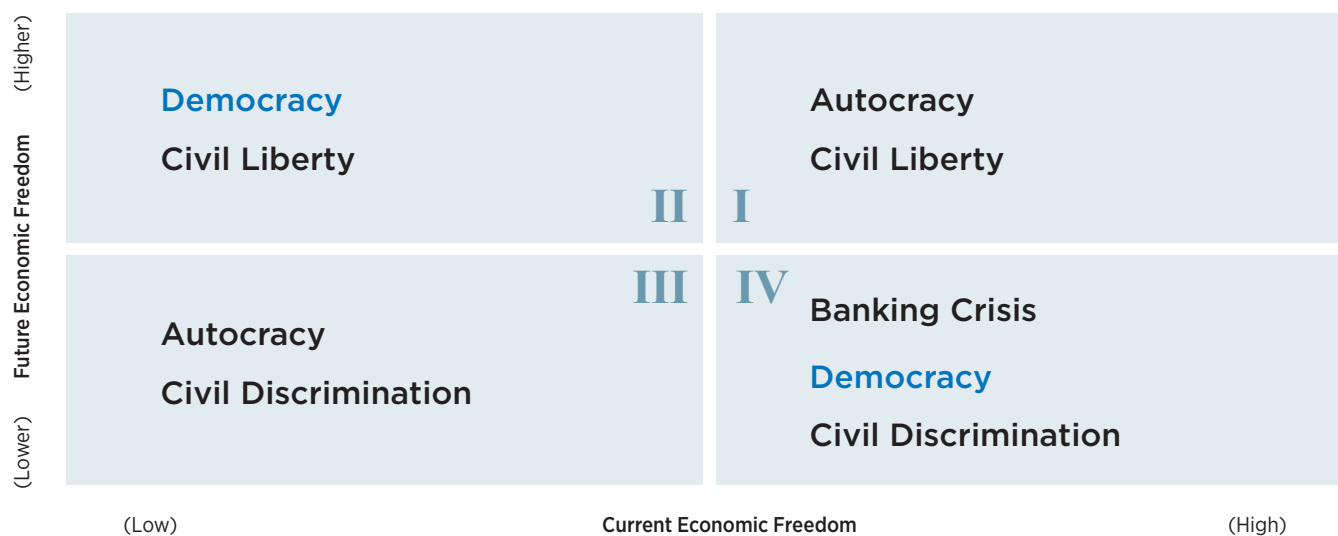 (Higher)
Future Economic Freedom
(Lower)
Democracy
Civil Liberty
II
Autocracy
Civil Liberty
I
III
Autocracy
Civil Discrimination
IV
Banking Crisis
Democracy
Civil Discrimination
(Low)
Current Economic Freedom
(High)